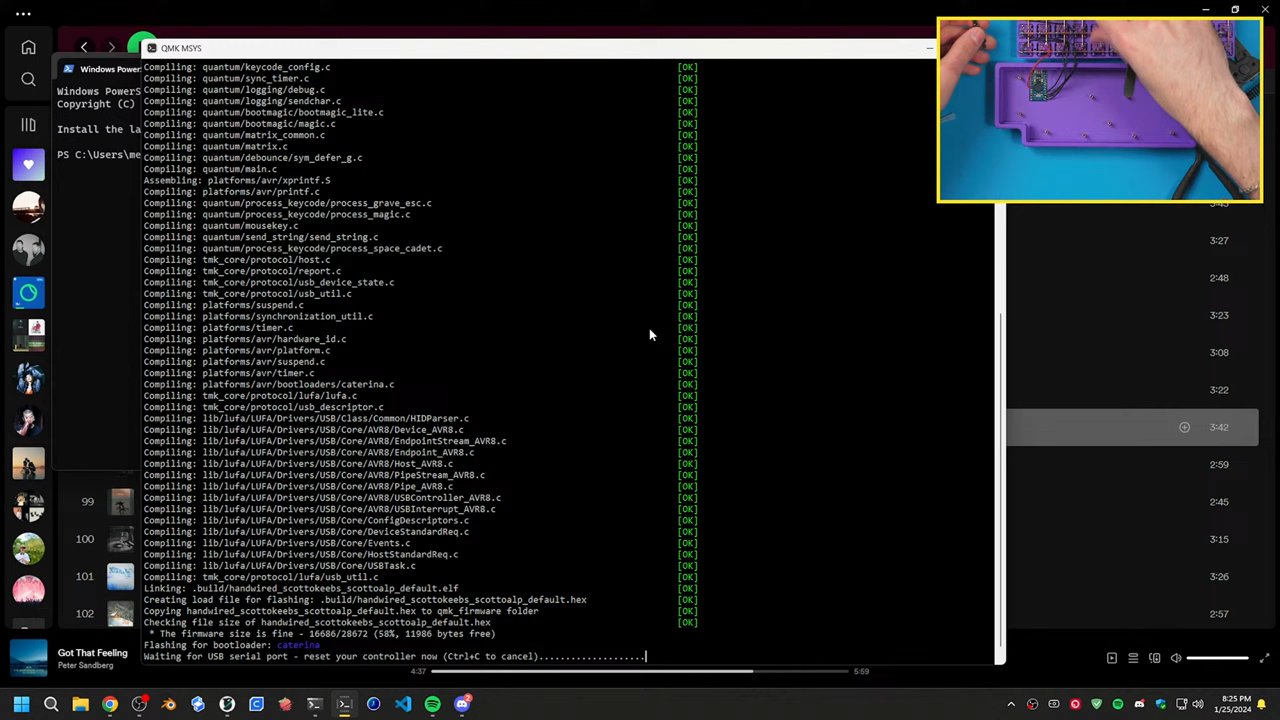 QMK MSYS
Windows Power
Windows PowerS
Copyright (C)
Install the la
PS C:\Users\me
Compiling: quantum/keycode_config.c [OK]
Compiling: quantum/sync_timer.c [OK]
Compiling: quantum/logging/debug.c [OK]
Compiling: quantum/logging/sendchar.c [OK]
Compiling: quantum/bootmagic/bootmagic_lite.c [OK]
Compiling: quantum/bootmagic/magic.c [OK]
Compiling: quantum/matrix_common.c [OK]
Compiling: quantum/matrix.c [OK]
Compiling: quantum/debounce/sym_defer_g.c [OK]
Compiling: quantum/main.c [OK]
Assembling: platforms/avr/xprintf.S [OK]
Compiling: platforms/avr/printf.c [OK]
Compiling: quantum/process_keycode/process_grave_esc.c [OK]
Compiling: quantum/process_keycode/process_magic.c [OK]
Compiling: quantum/mousekey.c [OK]
Compiling: quantum/send_string/send_string.c [OK]
Compiling: quantum/process_keycode/process_space_cadet.c [OK]
Compiling: tmk_core/protocol/host.c [OK]
Compiling: tmk_core/protocol/report.c [OK]
Compiling: tmk_core/protocol/usb_device_state.c [OK]
Compiling: tmk_core/protocol/usb_util.c [OK]
Compiling: platforms/suspend.c [OK]
Compiling: platforms/synchronization_util.c [OK]
Compiling: platforms/timer.c [OK]
Compiling: platforms/avr/hardware_id.c [OK]
Compiling: platforms/avr/platform.c [OK]
Compiling: platforms/avr/suspend.c [OK]
Compiling: platforms/avr/timer.c [OK]
Compiling: platforms/avr/bootloaders/caterina.c [OK]
Compiling: tmk_core/protocol/lufa/lufa.c [OK]
Compiling: tmk_core/protocol/usb_descriptor.c [OK]
Compiling: lib/lufa/LUFA/Drivers/USB/Class/Common/HIDParser.c [OK]
Compiling: lib/lufa/LUFA/Drivers/USB/Core/AVR8/Device_AVR8.c [OK]
Compiling: lib/lufa/LUFA/Drivers/USB/Core/AVR8/EndpointStream_AVR8.c [OK]
Compiling: lib/lufa/LUFA/Drivers/USB/Core/AVR8/Endpoint_AVR8.c [OK]
Compiling: lib/lufa/LUFA/Drivers/USB/Core/AVR8/Host_AVR8.c [OK]
Compiling: lib/lufa/LUFA/Drivers/USB/Core/AVR8/PipeStream_AVR8.c [OK]
Compiling: lib/lufa/LUFA/Drivers/USB/Core/AVR8/Pipe_AVR8.c [OK]
Compiling: lib/lufa/LUFA/Drivers/USB/Core/AVR8/USBController_AVR8.c [OK]
Compiling: lib/lufa/LUFA/Drivers/USB/Core/AVR8/USBInterrupt_AVR8.c [OK]
Compiling: lib/lufa/LUFA/Drivers/USB/Core/ConfigDescriptors.c [OK]
Compiling: lib/lufa/LUFA/Drivers/USB/Core/DeviceStandardReq.c [OK]
Compiling: lib/lufa/LUFA/Drivers/USB/Core/Events.c [OK]
Compiling: lib/lufa/LUFA/Drivers/USB/Core/HostStandardReq.c [OK]
Compiling: lib/lufa/LUFA/Drivers/USB/Core/USBTask.c [OK]
Compiling: tmk_core/protocol/lufa/usb_util.c [OK]
Linking: .build/handwired_scottokeebs_scottoalp_default.elf [OK]
Creating load file for flashing: .build/handwired_scottokeebs_scottoalp_default.hex [OK]
Copying handwired_scottokeebs_scottoalp_default.hex to qmk_firmware folder [OK]
Checking file size of handwired_scottokeebs_scottoalp_default.hex [OK]
* The firmware size is fine - 16686/28672 (58%, 11986 bytes free)
Flashing for bootloader: caterina
Waiting for USB serial port - reset your controller now (Ctrl+C to cancel)....................
3:27
2:48
3:23
3:08
3:22
3:42
2:59
2:45
3:15
3:26
2:57
99
100
101
102
Got That Feeling
Peter Sandberg
4:37
5:59
2
8:25 PM
1/25/2024